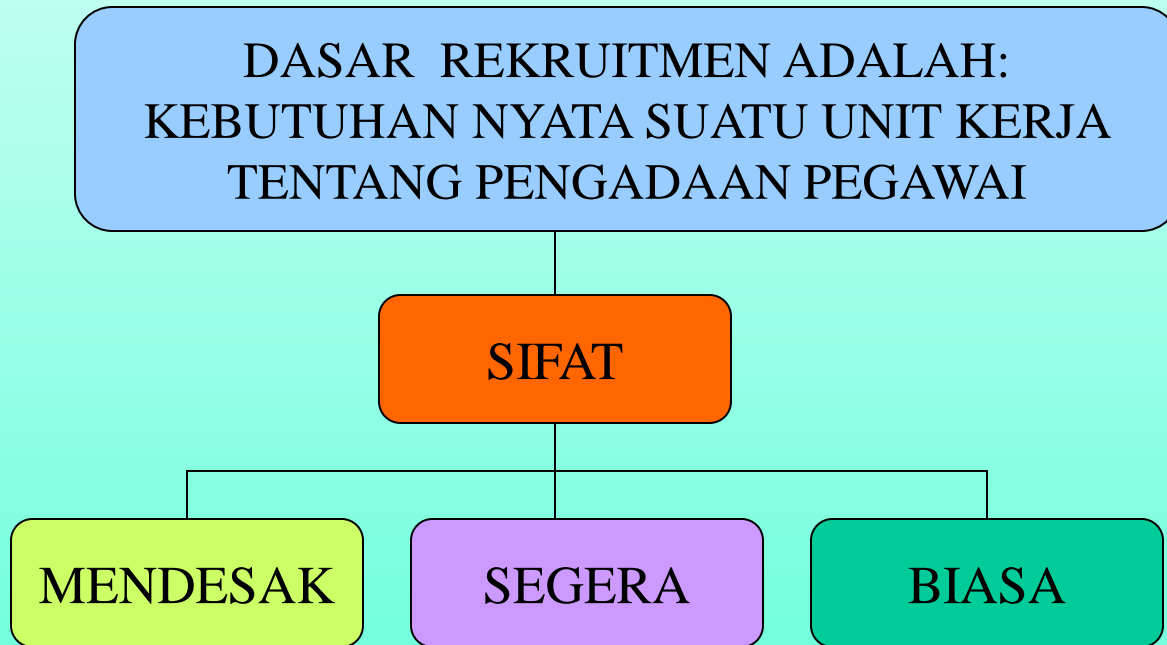 DASAR  REKRUITMEN ADALAH:
KEBUTUHAN NYATA SUATU UNIT KERJA
TENTANG PENGADAAN PEGAWAI
SIFAT
MENDESAK
SEGERA
BIASA